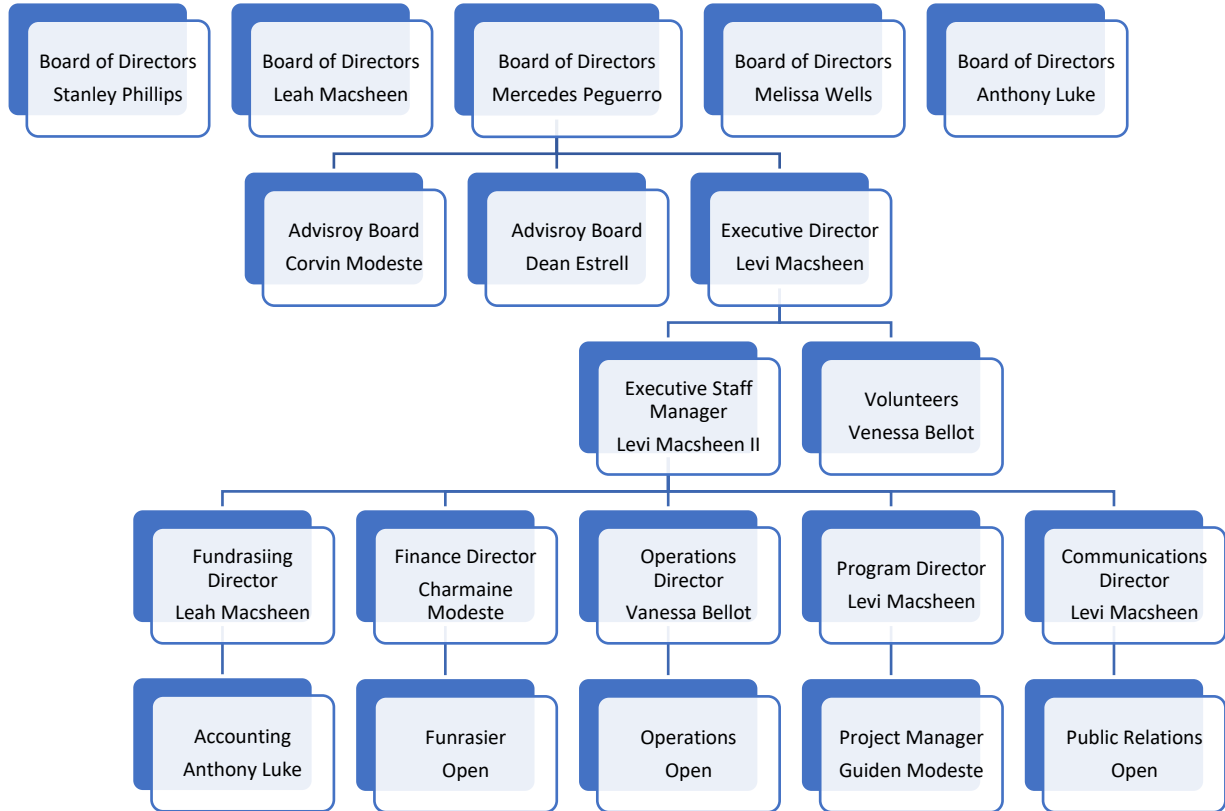 Board of Directors
Stanley Phillips
Board of Directors
Leah Macsheen
Board of Directors
Mercedes Peguerro
Board of Directors
Melissa Wells
Board of Directors
Anthony Luke
Advisroy Board
Corvin Modeste
Advisroy Board
Dean Estrell
Executive Director
Levi Macsheen
Executive Staff
Manager
Levi Macsheen II
Volunteers
Venessa Bellot
Fundrasiing
Director
Leah Macsheen
Finance Director
Charmaine
Modeste
Operations
Director
Vanessa Bellot
Program Director
Levi Macsheen
Communications
Director
Levi Macsheen
Accounting
Anthony Luke
Funrasier
Open
Operations
Open
Project Manager
Guiden Modeste
Public Relations
Open